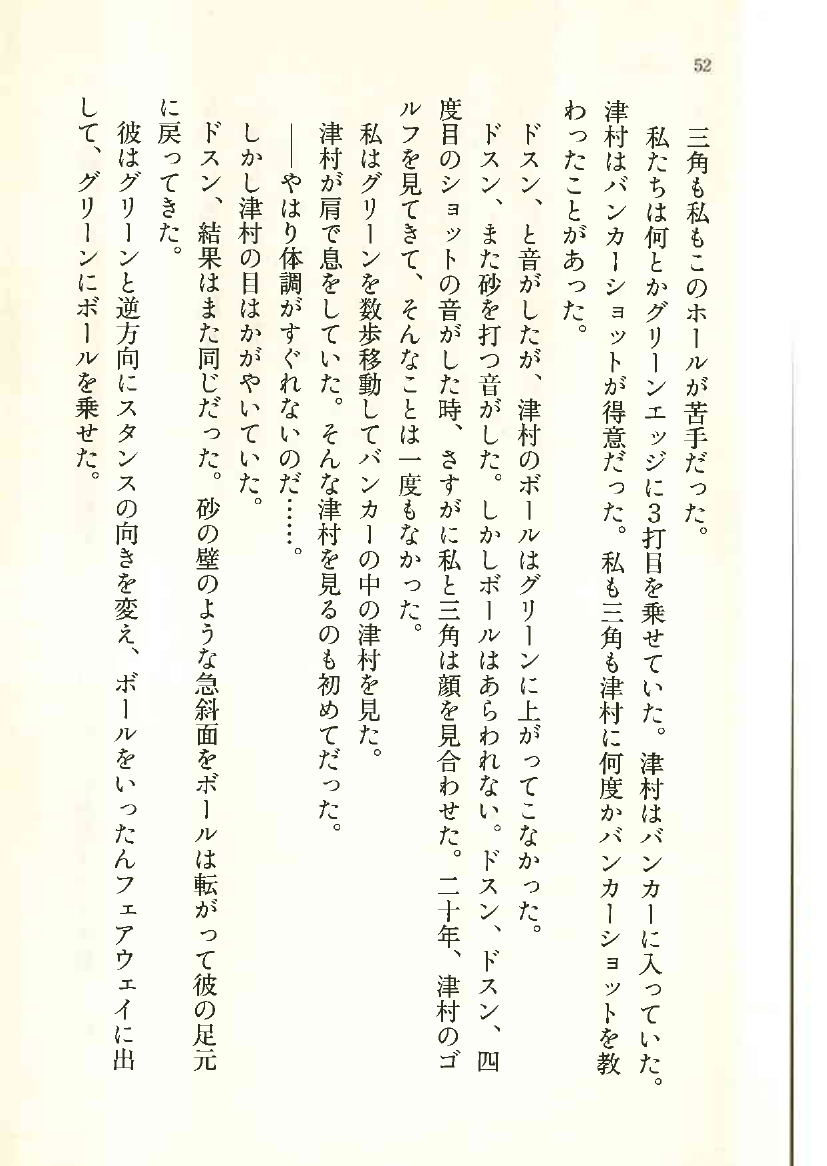 52
三角も私もこのホールが苦手だった。
私たちは何とかグリーンエッジに3打目を乗せていた。津村はバンカーに入っていた。
津村はバンカーショットが得意だった。私も三角も津村に何度かバンカーショットを教
わったことがあった。
ドスン、と音がしたが、津村のボールはグリーンに上がってこなかった。
ドスン、また砂を打つ音がした。しかしボールはあらわれない。ドスン、ドスン、四
度目のショットの音がした時、さすがに私と三角は顔を見合わせた。二十年、津村のゴ
ルフを見てきて、そんなことは一度もなかった。
私はグリーンを数歩移動してバンカーの中の津村を見た。
津村が肩で息をしていた。そんな津村を見るのも初めてだった。
――やはり体調がすぐれないのだ……。
しかし津村の目はかがやいていた。
ドスン、結果はまた同じだった。砂の壁のような急斜面をボールは転がって彼の足元
に戻ってきた。
彼はグリーンと逆方向にスタンスの向きを変え、ボールをいったんフェアウェイに出
して、グリーンにボールを乗せた。